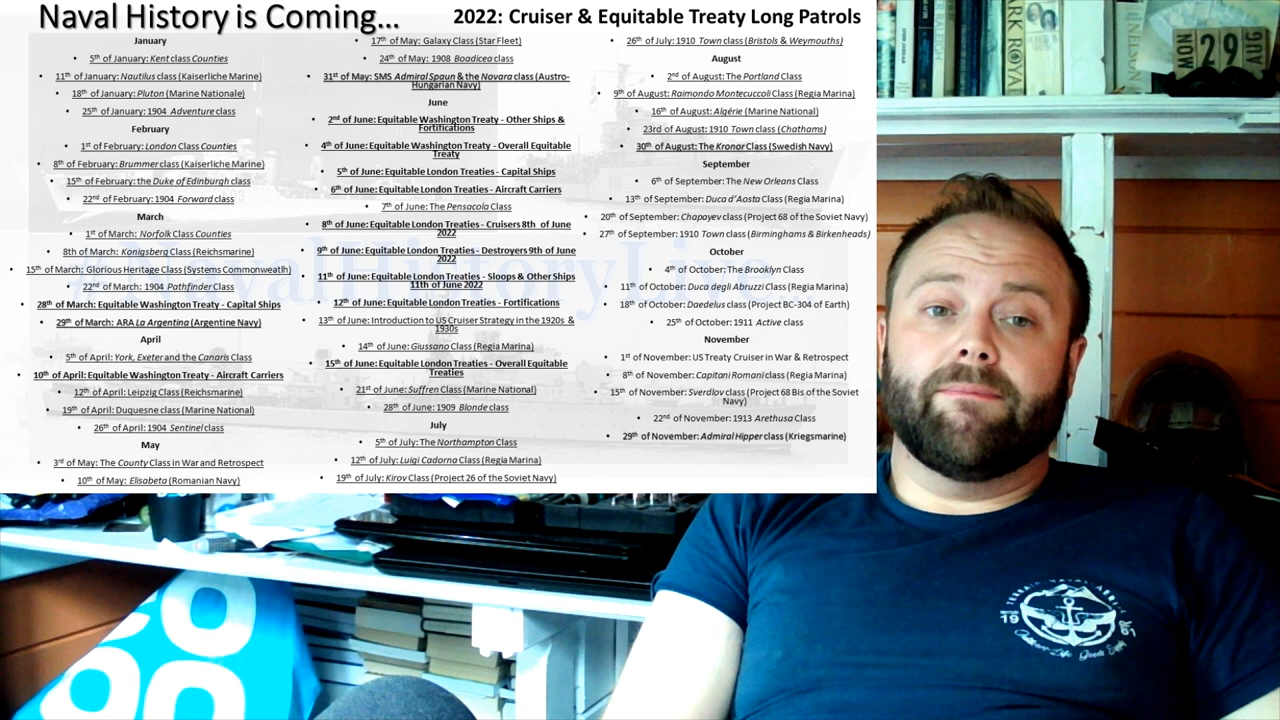 Naval History is Coming...
2022: Cruiser & Equitable Treaty Long Patrols
January
• 5th of January: Kent class Counties
• 11th of January: Nautilus class (Kaiserliche Marine)
• 18th of January: Pluton (Marine Nationale)
• 25th of January: 1904 Adventure class
February
• 1st of February: London Class Counties
• 8th of February: Brummer class (Kaiserliche Marine)
• 15th of February: the Duke of Edinburgh class
• 22nd of February: 1904 Forward class
March
• 1st of March: Norfolk Class Counties
• 8th of March: Konigsberg Class (Reichsmarine)
• 15th of March: Glorious Heritage Class (Systems Commonweatlh)
• 22nd of March: 1904 Pathfinder Class
• 28th of March: Equitable Washington Treaty - Capital Ships
• 29th of March: ARA La Argentina (Argentine Navy)
April
• 5th of April: York, Exeter and the Canaris Class
• 10th of April: Equitable Washington Treaty - Aircraft Carriers
• 12th of April: Leipzig Class (Reichsmarine)
• 19th of April: Duquesne class (Marine National)
• 26th of April: 1904 Sentinel class
May
• 3rd of May: The County Class in War and Retrospect
• 10th of May: Elisabeta (Romanian Navy)
• 17th of May: Galaxy Class (Star Fleet)
• 24th of May: 1908 Boadicea class
• 31st of May: SMS Admiral Spaun & the Novara class (Austro-
Hungarian Navy)
June
• 2nd of June: Equitable Washington Treaty - Other Ships &
Fortifications
• 4th of June: Equitable Washington Treaty - Overall Equitable
Treaty
• 5th of June: Equitable London Treaties - Capital Ships
• 6th of June: Equitable London Treaties - Aircraft Carriers
• 7th of June: The Pensacola Class
• 8th of June: Equitable London Treaties - Cruisers 8th of June
2022
• 9th of June: Equitable London Treaties - Destroyers 9th of June
2022
• 11th of June: Equitable London Treaties - Sloops & Other Ships
11th of June 2022
• 12th of June: Equitable London Treaties - Fortifications
• 13th of June: Introduction to US Cruiser Strategy in the 1920s &
1930s
• 14th of June: Giussano Class (Regia Marina)
• 15th of June: Equitable London Treaties - Overall Equitable
Treaties
• 21st of June: Suffren Class (Marine National)
• 28th of June: 1909 Blonde class
July
• 5th of July: The Northampton Class
• 12th of July: Luigi Cadorna Class (Regia Marina)
• 19th of July: Kirov Class (Project 26 of the Soviet Navy)
• 26th of July: 1910 Town class (Bristols & Weymouths)
August
• 2nd of August: The Portland Class
• 9th of August: Raimondo Montecuccoli Class (Regia Marina)
• 16th of August: Algérie (Marine National)
• 23rd of August: 1910 Town class (Chathams)
• 30th of August: The Kronor Class (Swedish Navy)
September
• 6th of September: The New Orleans Class
• 13th of September: Duca d'Aosta Class (Regia Marina)
• 20th of September: Chapayev class (Project 68 of the Soviet Navy)
• 27th of September: 1910 Town class (Birminghams & Birkenheads)
October
• 4th of October: The Brooklyn Class
• 11th of October: Duca degli Abruzzi Class (Regia Marina)
• 18th of October: Daedelus class (Project BC-304 of Earth)
• 25th of October: 1911 Active class
November
• 1st of November: US Treaty Cruiser in War & Retrospect
• 8th of November: Capitani Romani class (Regia Marina)
• 15th of November: Sverdlov class (Project 68 Bis of the Soviet
Navy)
• 22nd of November: 1913 Arethusa Class
• 29th of November: Admiral Hipper class (Kriegsmarine)
ARK ROYAL
MON 29 AUG
19